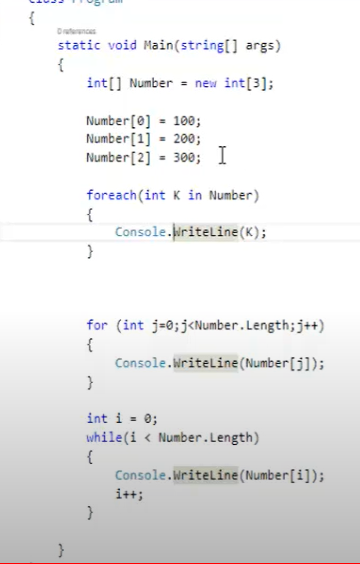 class Program
{
0 references
static void Main(string[] args)
{
int[] Number = new int[3];
Number[0] = 100;
Number[1] = 200;
Number[2] = 300;
foreach(int K in Number)
{
Console.WriteLine(K);
}
for (int j=0;j<Number.Length;j++)
{
Console.WriteLine(Number[j]);
}
int i = 0;
while(i < Number.Length)
{
Console.WriteLine(Number[i]);
i++;
}
}